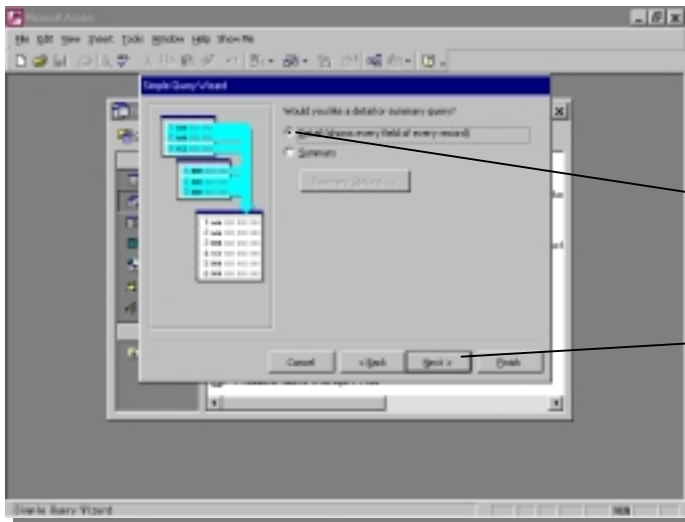 Microsoft Access
File Edit View Insert Tools Window Help Show Me
Simple Query Wizard
Would you like a detail or summary query?
Detail (shows every field of every record)
Summary
Summary Options ...
Cancel
< Back
Next >
Finish
Simple Query Wizard
NUM